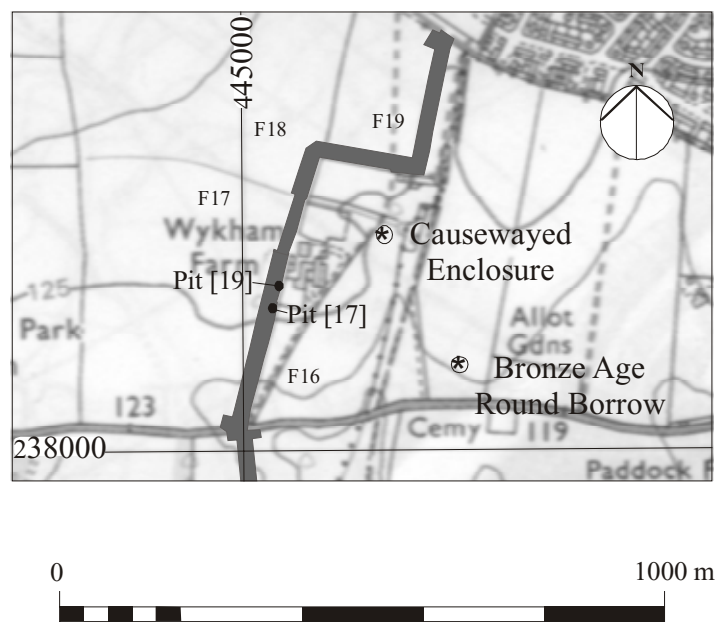 445000
N
F18
F19
F17
Wykham
Farm
Causewayed
Enclosure
Pit [19]
125
Pit [17]
Park
Allot
Gdns
Bronze Age
Round Borrow
F16
123
Cemy
119
238000
Paddock F
0
1000 m